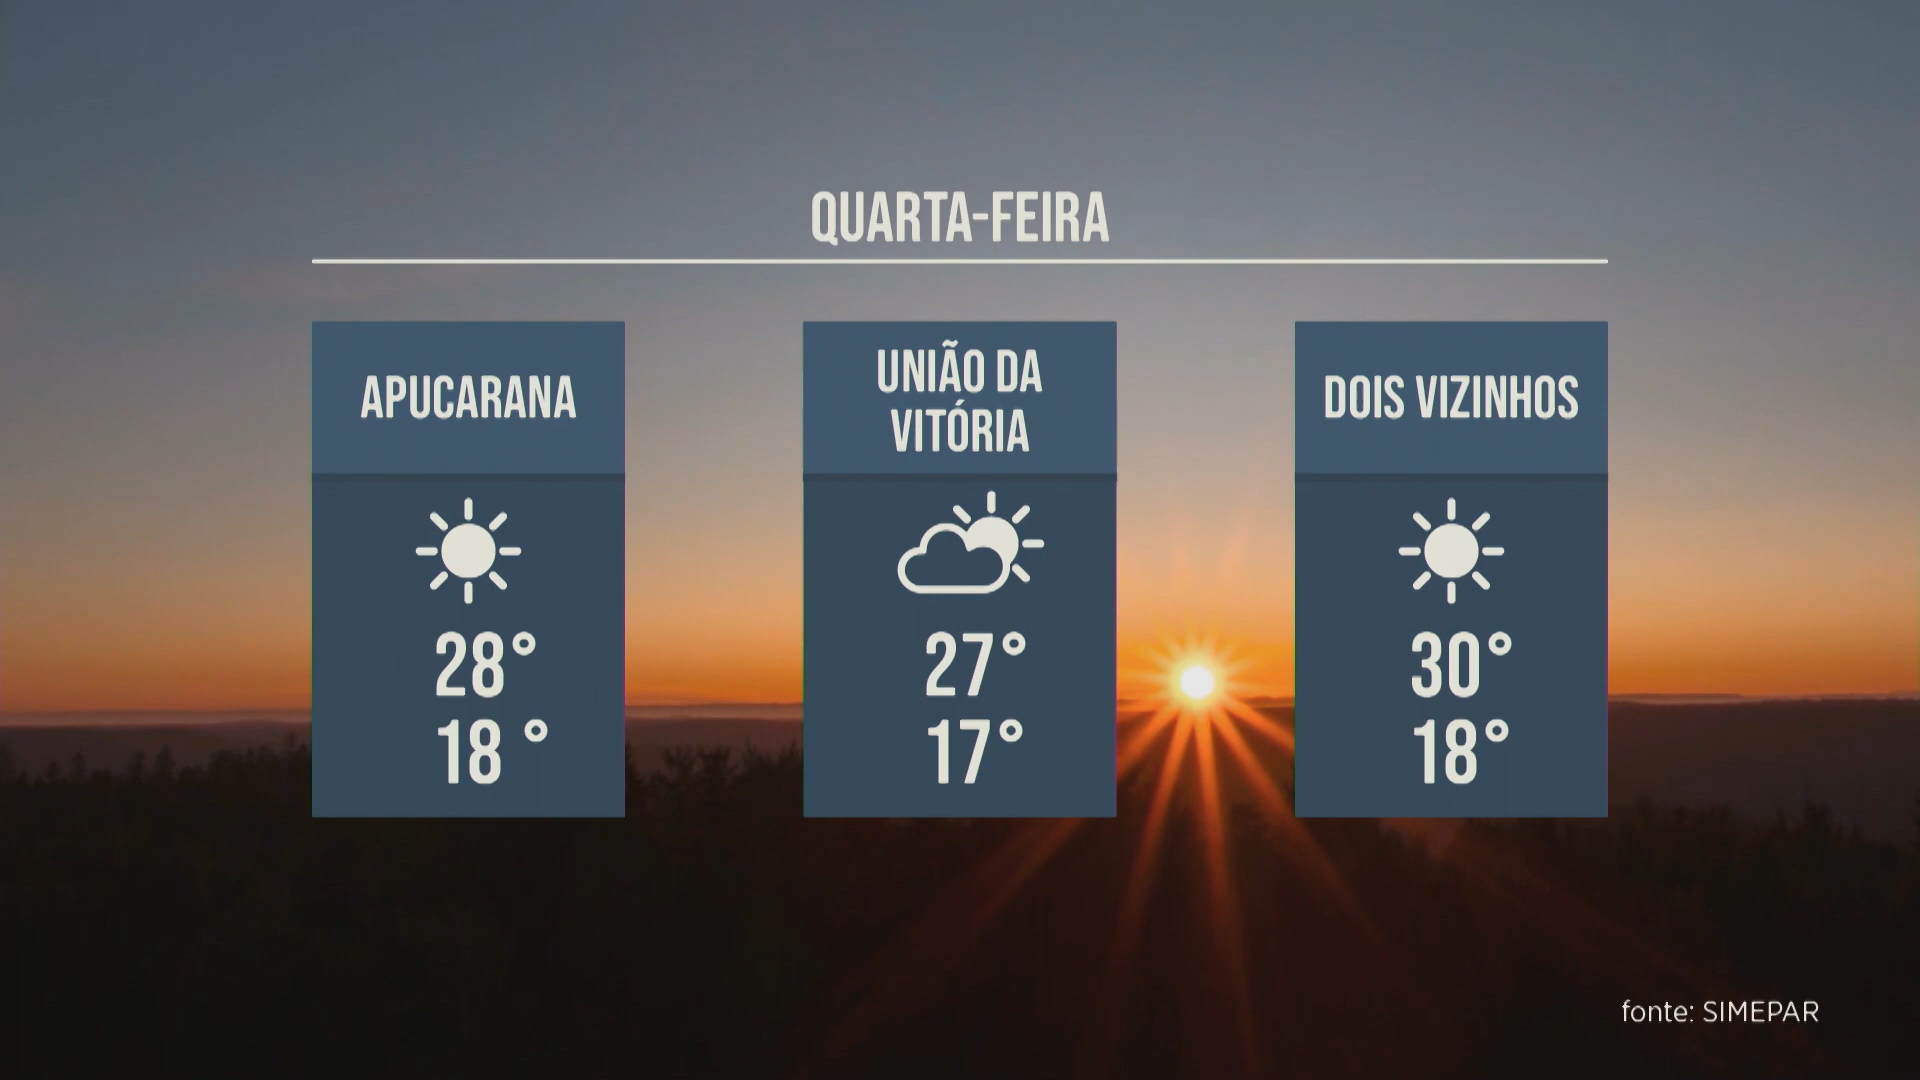 QUARTA-FEIRA
APUCARANA
28°
18 °
UNIÃO DA
VITÓRIA
27°
17°
DOIS VIZINHOS
30°
18°
fonte: SIMEPAR